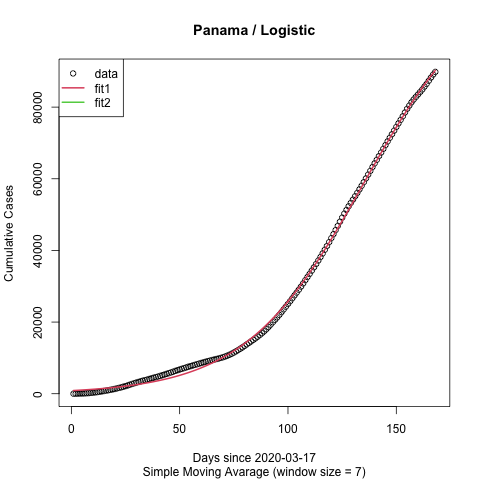 Panama / Logistic
data
fit1
fit2
Cumulative Cases
80000
60000
40000
20000
0
0 50 100 150
Days since 2020-03-17
Simple Moving Avarage (window size = 7)